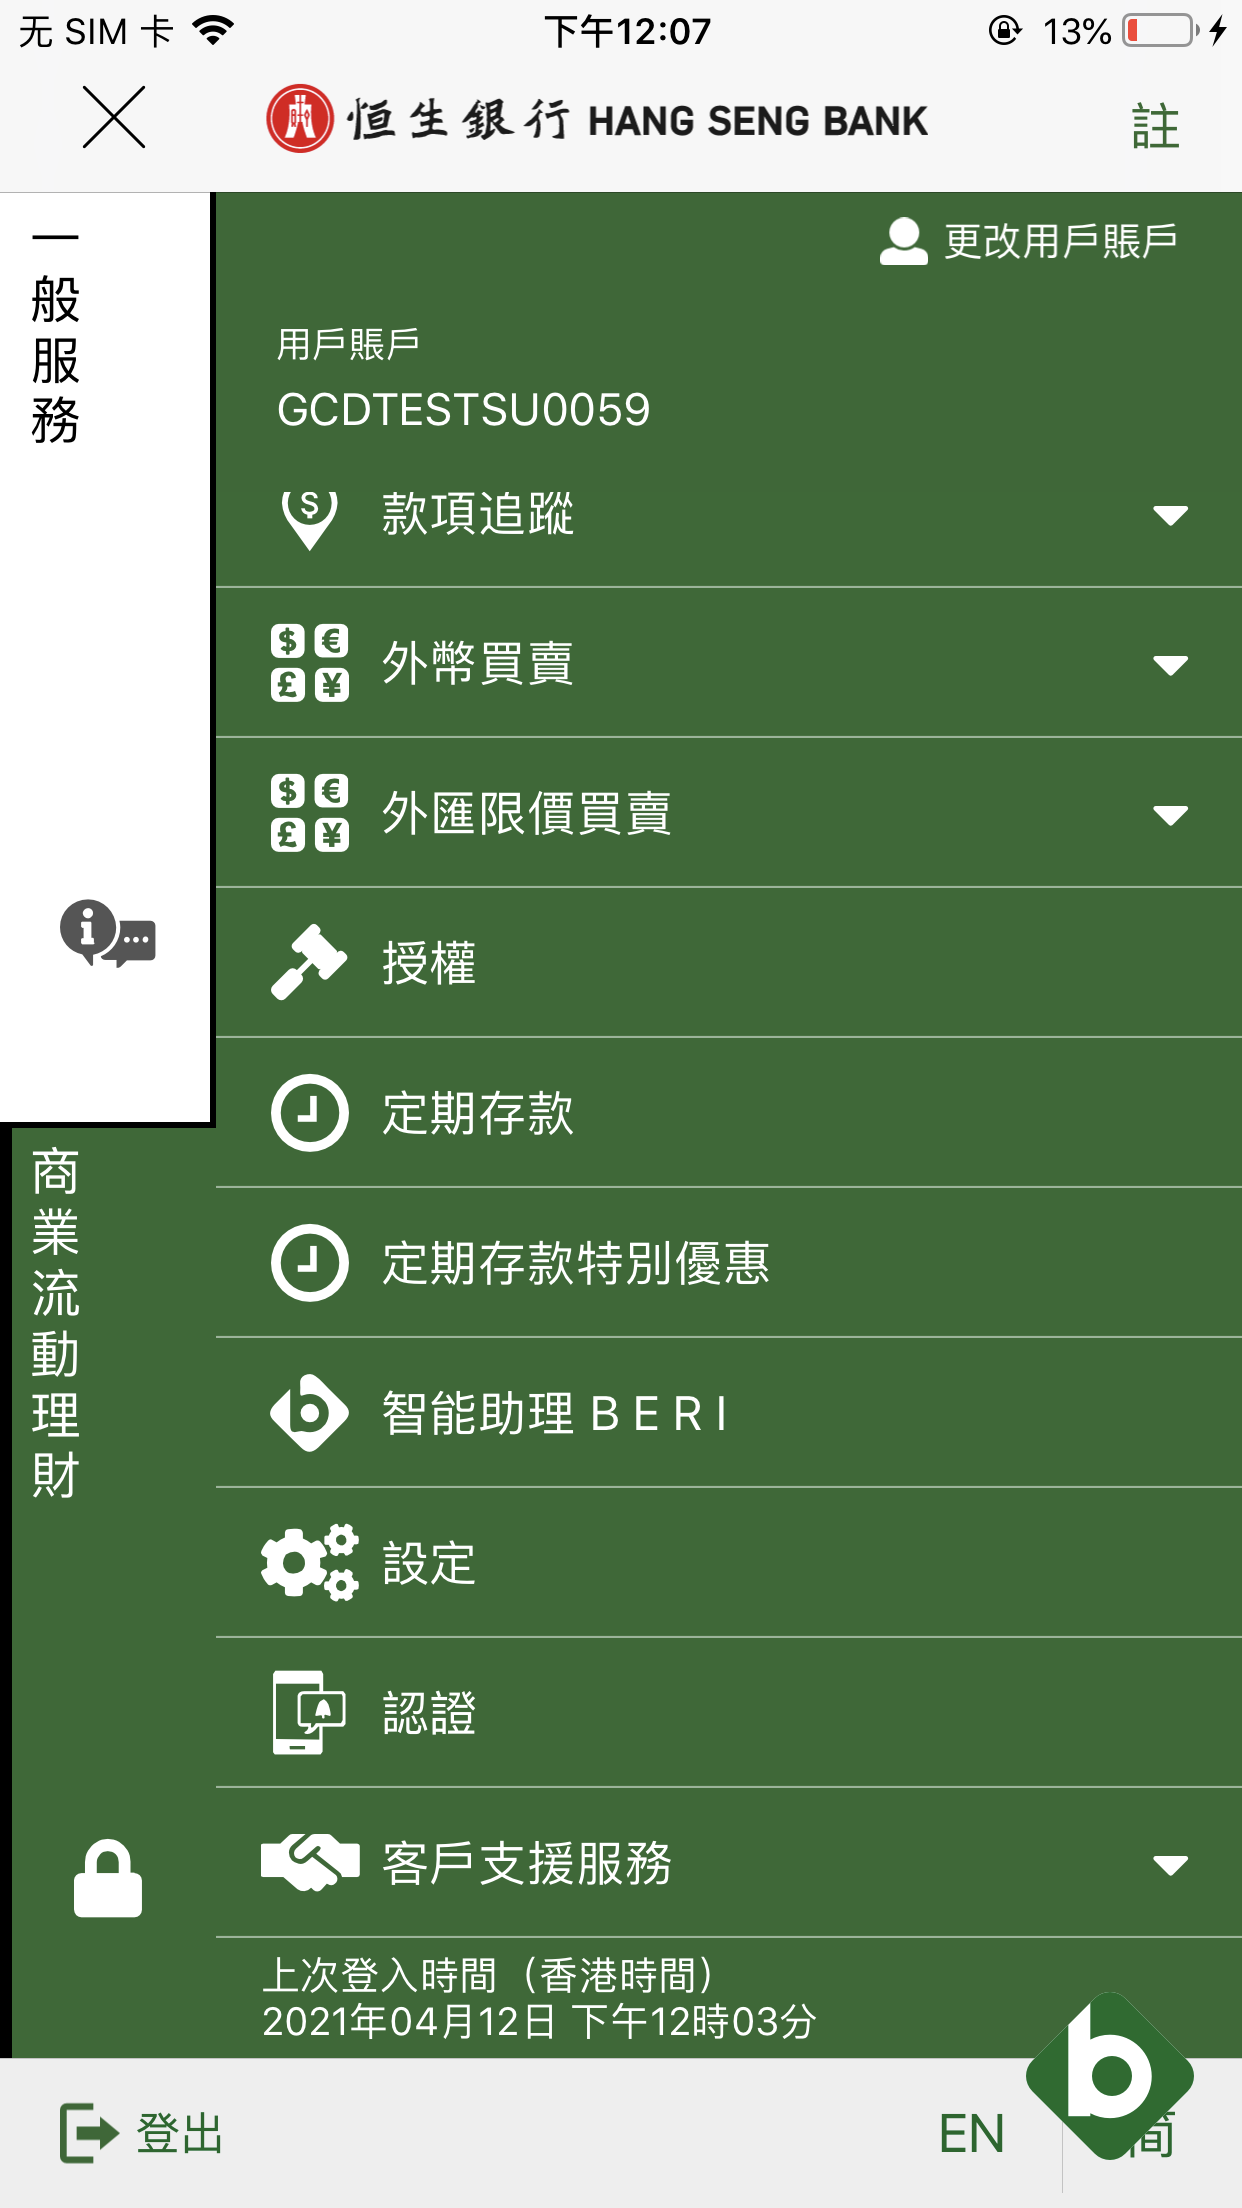 无 SIM 卡
下午12:07
13%
恒生銀行 HANG SENG BANK
註
一般服務
更改用戶賬戶
用戶賬戶
GCDTESTSU0059
款項追蹤
外幣買賣
外匯限價買賣
授權
定期存款
定期存款特別優惠
智能助理 B E R I
設定
認證
客戶支援服務
商業流動理財
上次登入時間（香港時間）
2021年04月12日 下午12時03分
登出
EN
简